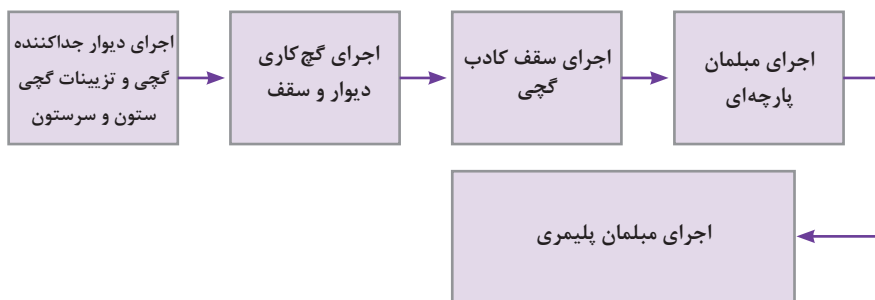 اجرای دیوار جداکننده
گچی و تزیینات گچی
ستون و سرستون
اجرای گچ‌کاری
دیوار و سقف
اجرای سقف کادب
گچی
اجرای مبلمان
پارچه‌ای
اجرای مبلمان پلیمری